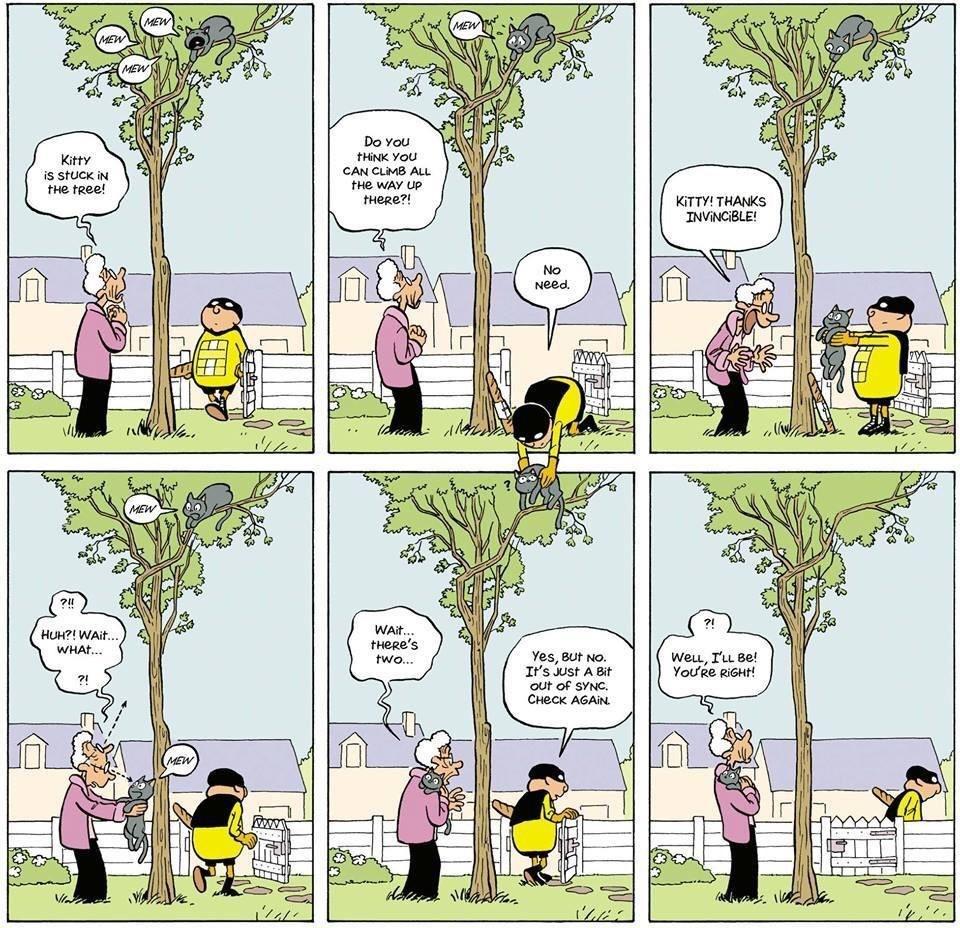 MEW
MEW
MEW
Kitty
is stuck in
the tree!
MEW
Do you
think you
can climb all
the way up
there?!
No
need.
Kitty! Thanks
Invincible!
MEW
?!!
Huh?! Wait...
what...
?!
MEW
?
Wait...
there's
two...
Yes, but no.
It's just a bit
out of sync.
Check again.
?!
Well, I'll be!
You're right!